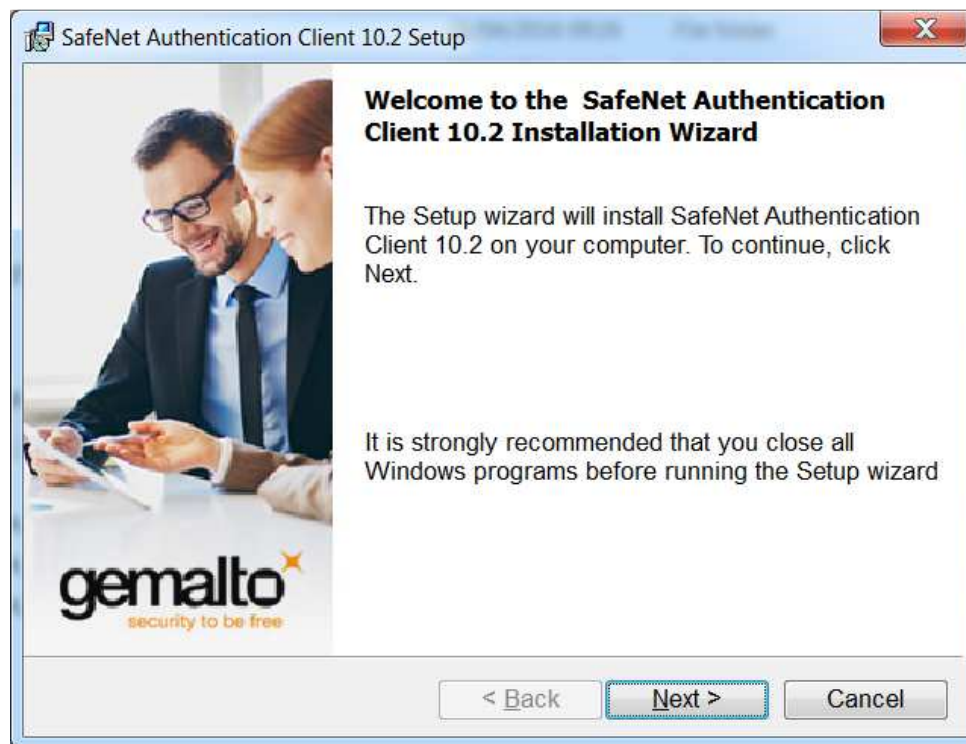 SafeNet Authentication Client 10.2 Setup
Welcome to the SafeNet Authentication
Client 10.2 Installation Wizard
The Setup wizard will install SafeNet Authentication
Client 10.2 on your computer. To continue, click
Next.
It is strongly recommended that you close all
Windows programs before running the Setup wizard
gemalto
security to be free
< Back
Next >
Cancel